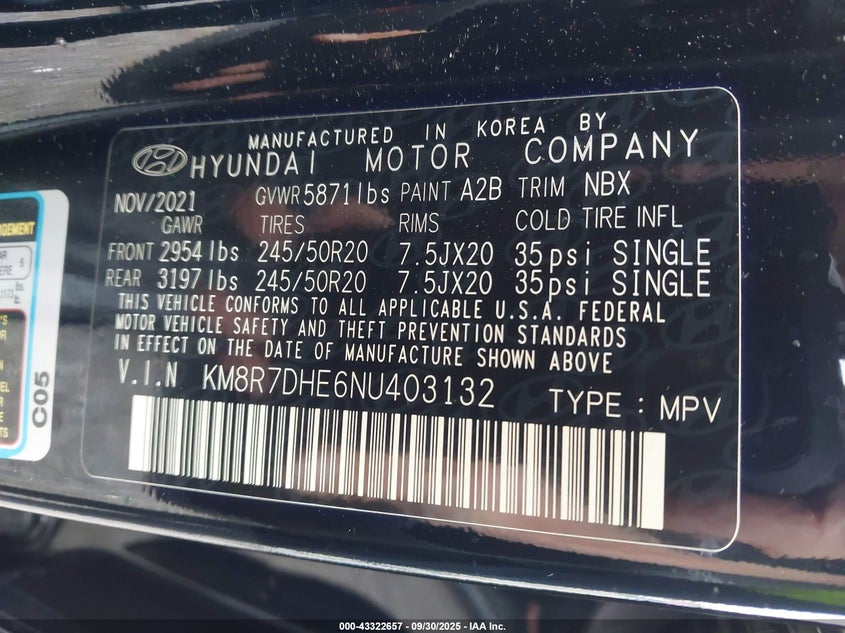 MANUFACTURED IN KOREA BY
HYUNDAI MOTOR COMPANY
NOV/2021 GVWR 5871 lbs PAINT A2B TRIM NBX
GAWR TIRES RIMS COLD TIRE INFL
FRONT 2954 lbs 245/50R20 7.5JX20 35psi SINGLE
REAR 3197 lbs 245/50R20 7.5JX20 35psi SINGLE
THIS VEHICLE CONFORMS TO ALL APPLICABLE U.S.A. FEDERAL
MOTOR VEHICLE SAFETY AND THEFT PREVENTION STANDARDS
IN EFFECT ON THE DATE OF MANUFACTURE SHOWN ABOVE
V.I.N KM8R7DHE6NU403132 TYPE : MPV
C05
000-43322657 - 09/30/2025 - IAA Inc.